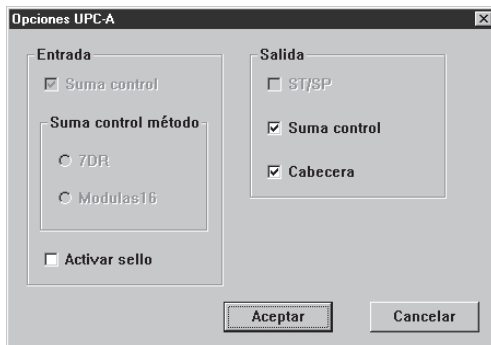 Opciones UPC-A
Entrada
Suma control
Suma control método
7DR
Modulas16
Activar sello
Salida
ST/SP
Suma control
Cabecera
Aceptar
Cancelar